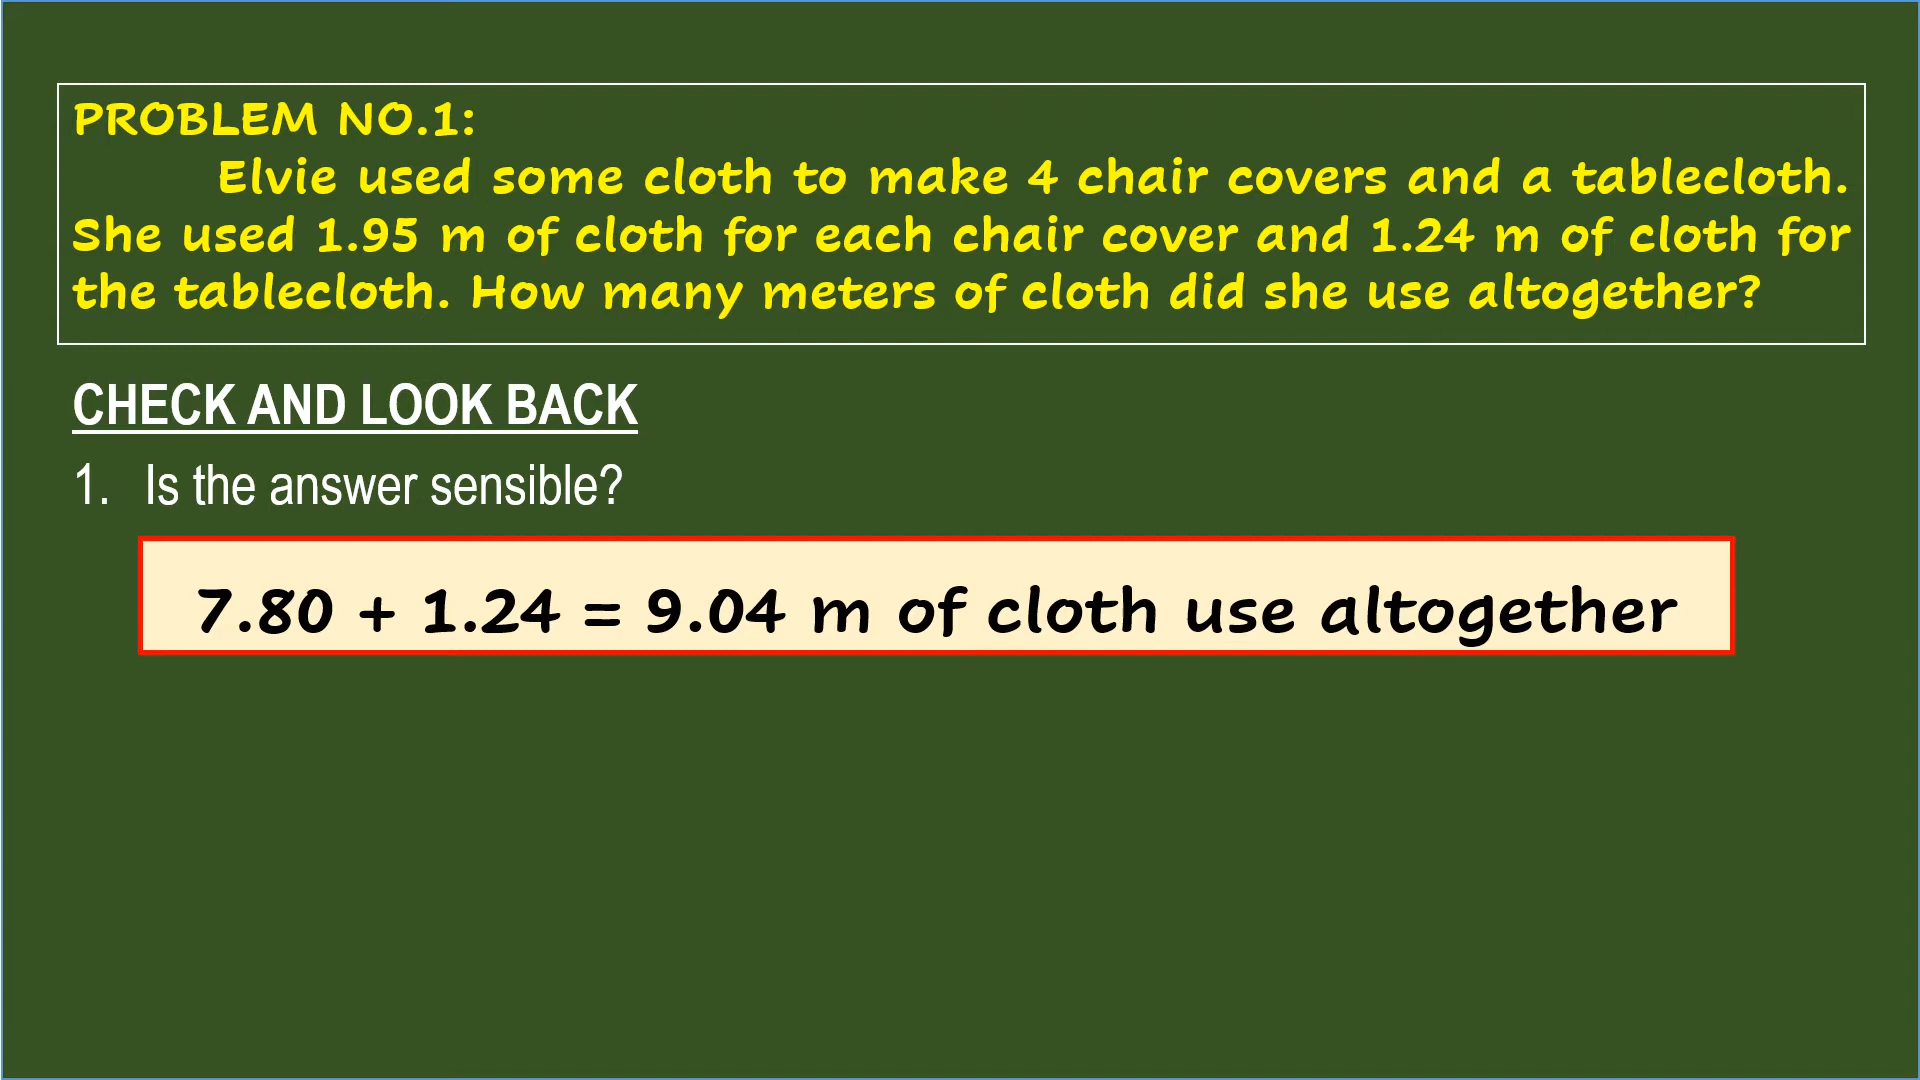 PROBLEM NO.1:
Elvie used some cloth to make 4 chair covers and a tablecloth.
She used 1.95 m of cloth for each chair cover and 1.24 m of cloth for
the tablecloth. How many meters of cloth did she use altogether?
CHECK AND LOOK BACK
1. Is the answer sensible?
7.80 + 1.24 = 9.04 m of cloth use altogether